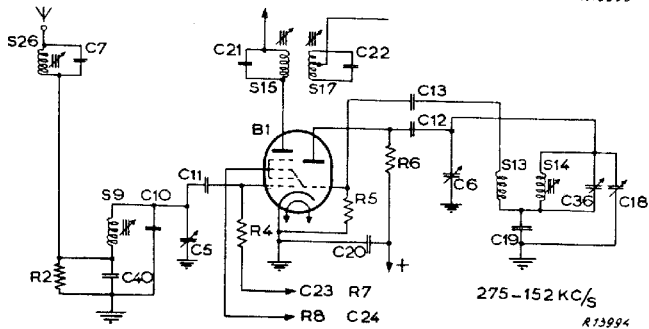 S26
C7
C21
S15
S17
C22
C13
C12
B1
C11
R6
S13
S14
S9
C10
C5
R4
R5
C6
C36
C18
C20
C19
R2
C40
+
C23 R7
R8 C24
275-152 KC/S
R13994